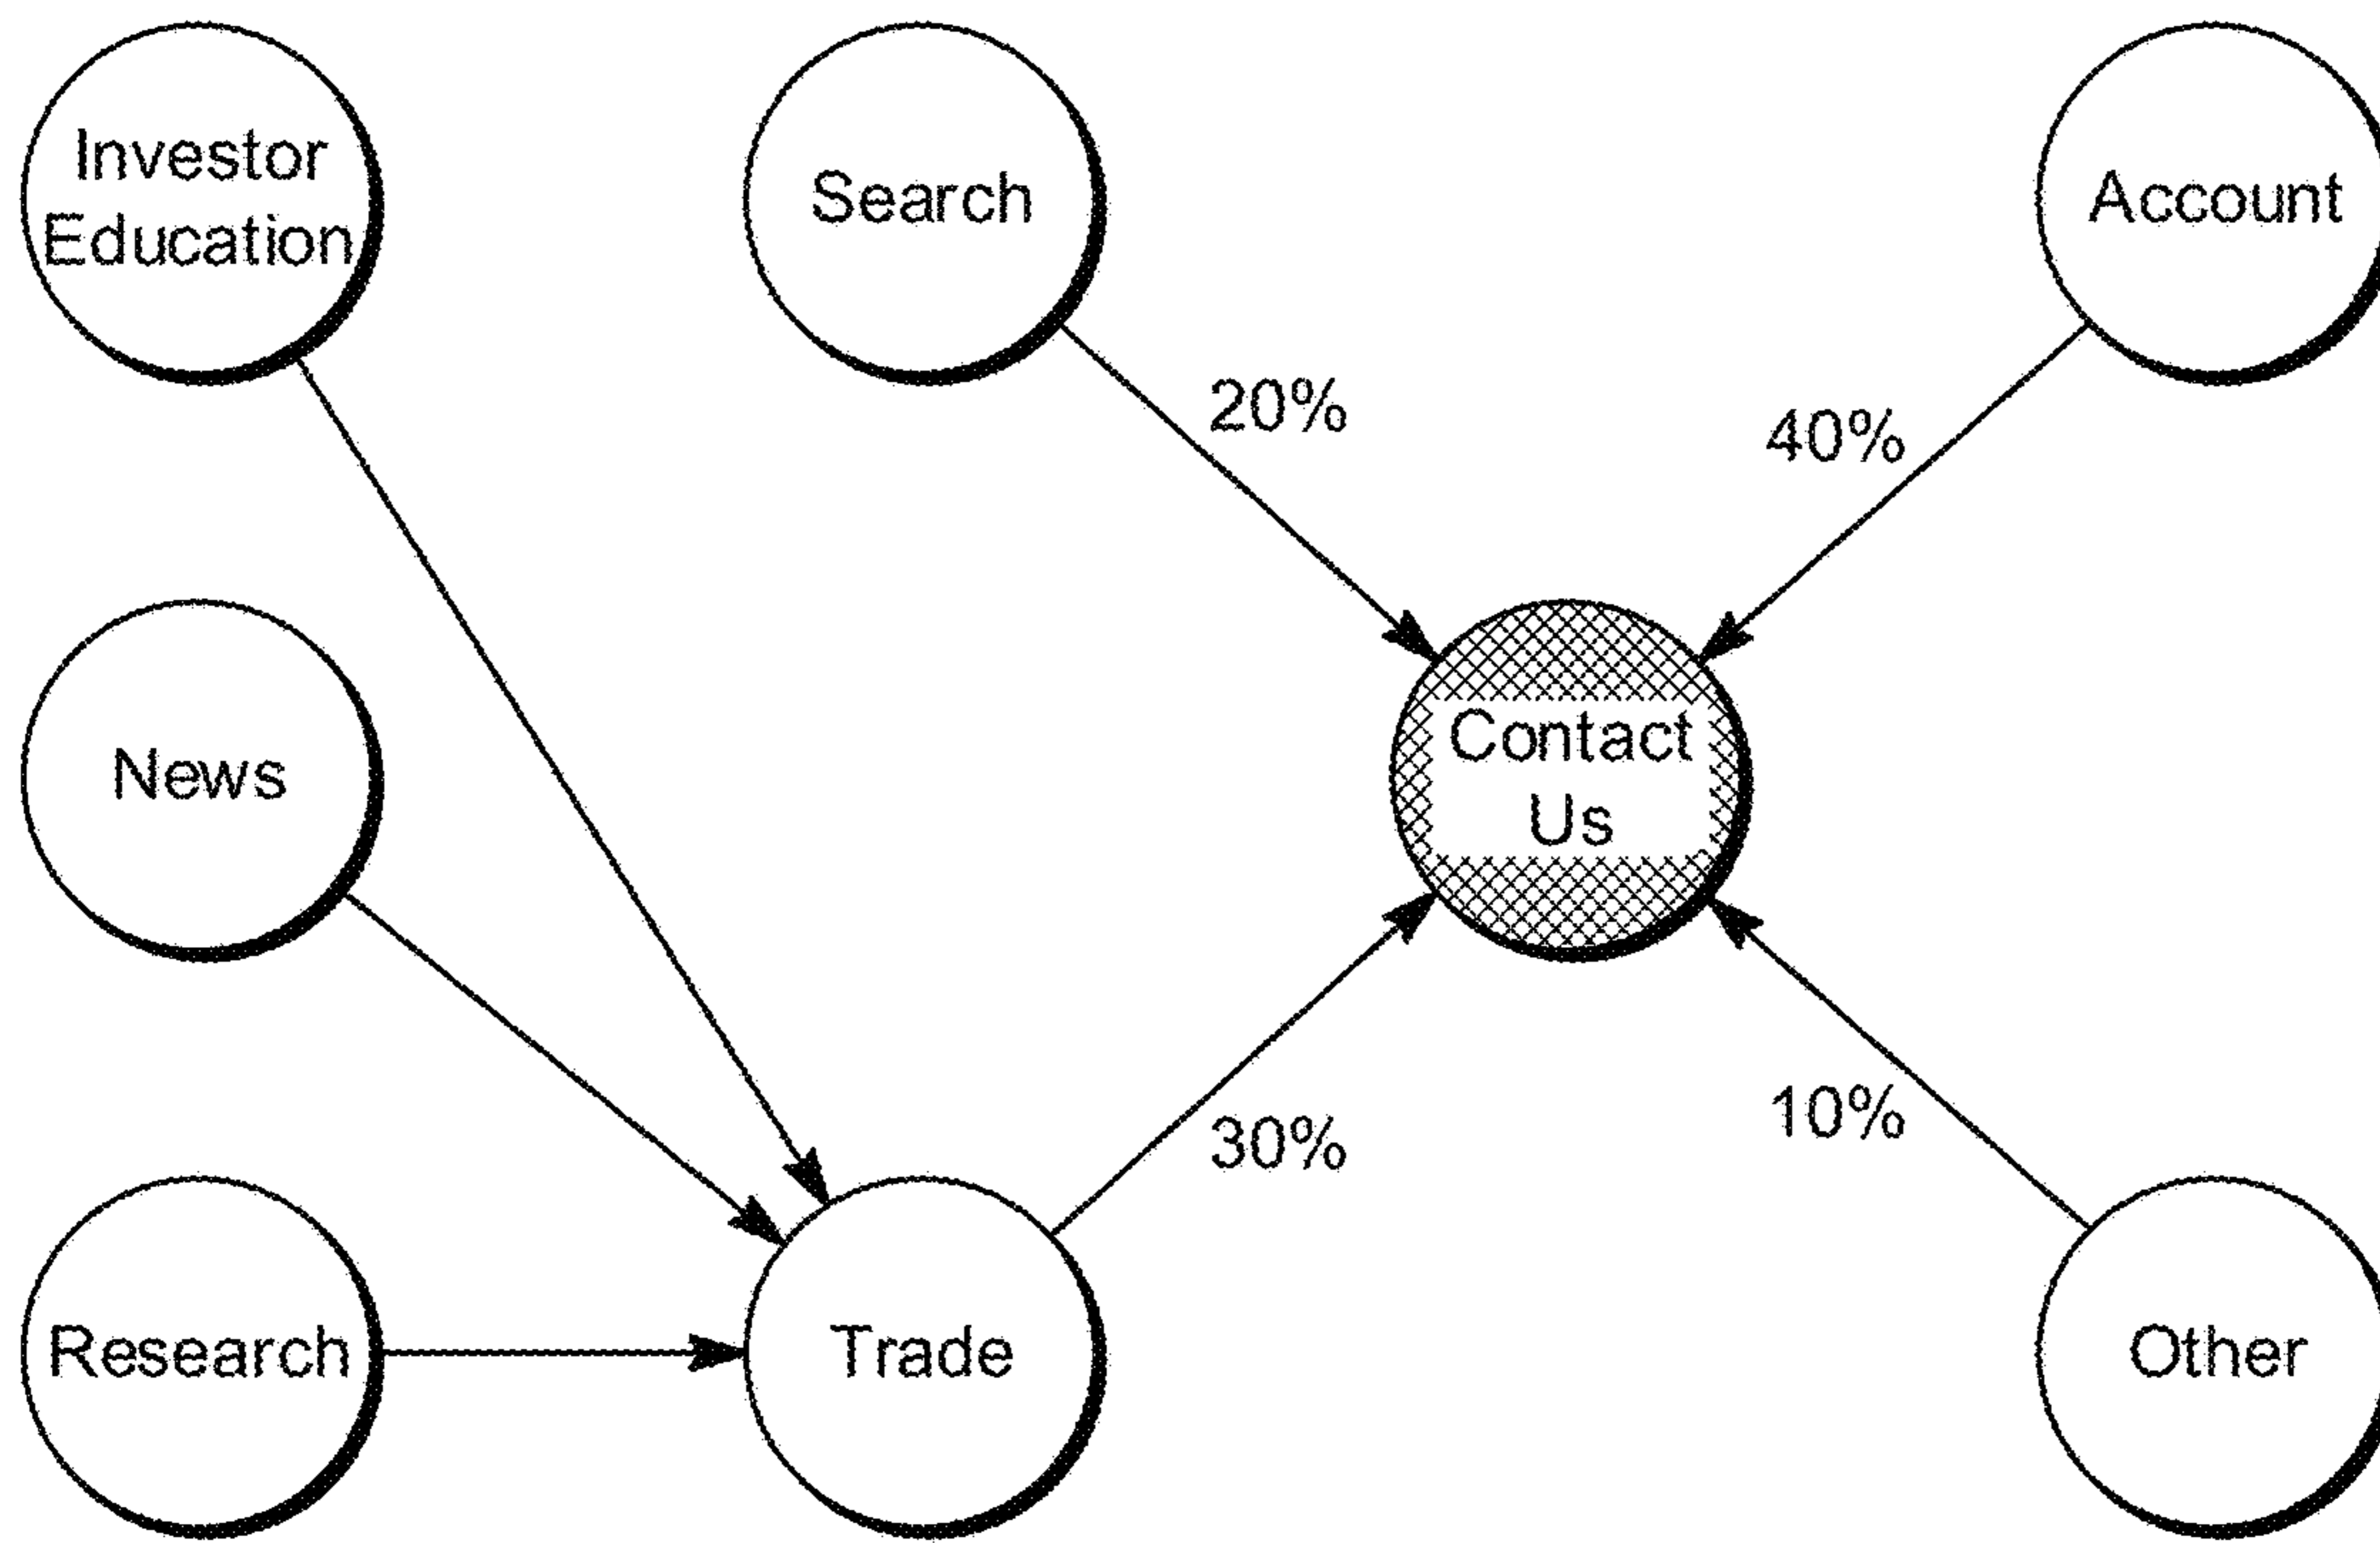 Investor
Education
Search
Account
20%
40%
News
Contact
Us
30%
10%
Research
Trade
Other